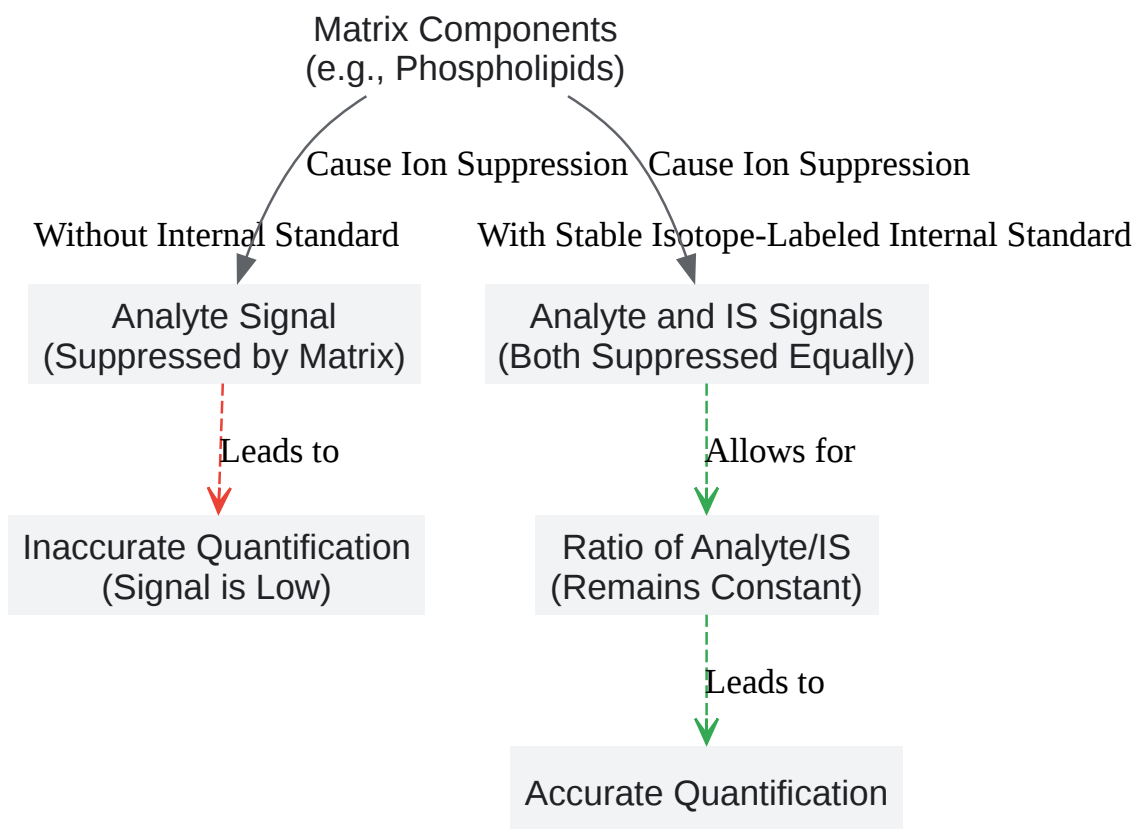 Matrix Components
(e.g., Phospholipids)
Cause Ion Suppression
Cause Ion Suppression
Without Internal Standard
With Stable Isotope-Labeled Internal Standard
Analyte Signal
(Suppressed by Matrix)
Analyte and IS Signals
(Both Suppressed Equally)
Leads to
Allows for
Inaccurate Quantification
(Signal is Low)
Ratio of Analyte/IS
(Remains Constant)
Leads to
Accurate Quantification